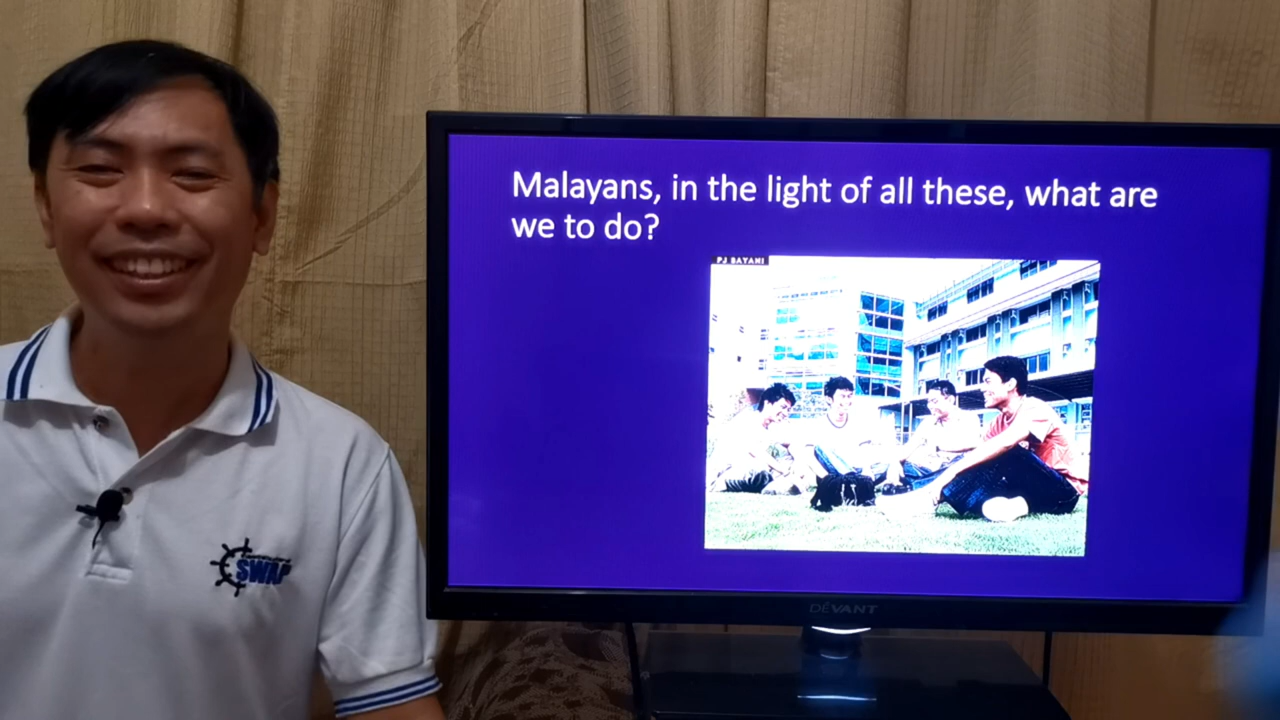 Malayans, in the light of all these, what are
we to do?
PJ BAYANI
SWAP
DEVANT